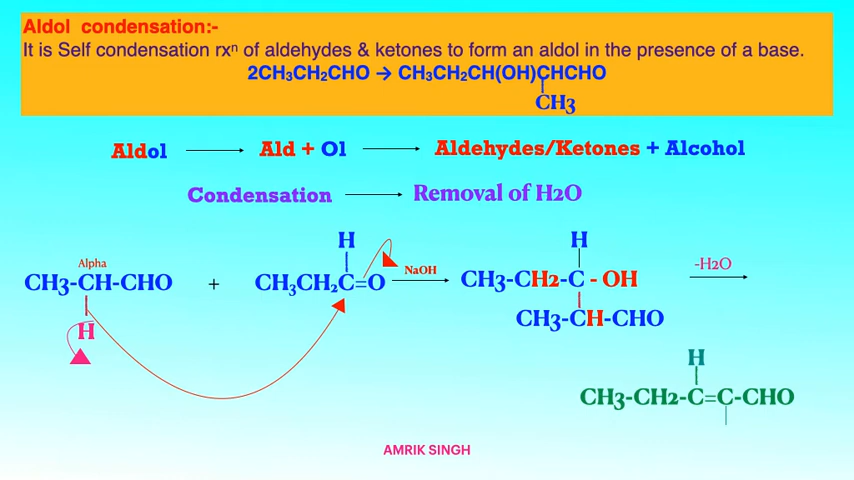 Aldol condensation:-
It is Self condensation rxⁿ of aldehydes & ketones to form an aldol in the presence of a base.
2CH₃CH₂CHO → CH₃CH₂CH(OH)CHCHO
CH3
Aldol → Ald + Ol → Aldehydes/Ketones + Alcohol
Condensation → Removal of H2O
H
H
Alpha
-H2O
NaOH
CH3-CH-CHO + CH₃CH₂C=O
CH3-CH2-C - OH
CH3-CH-CHO
H
H
CH3-CH2-C=C-CHO
AMRIK SINGH